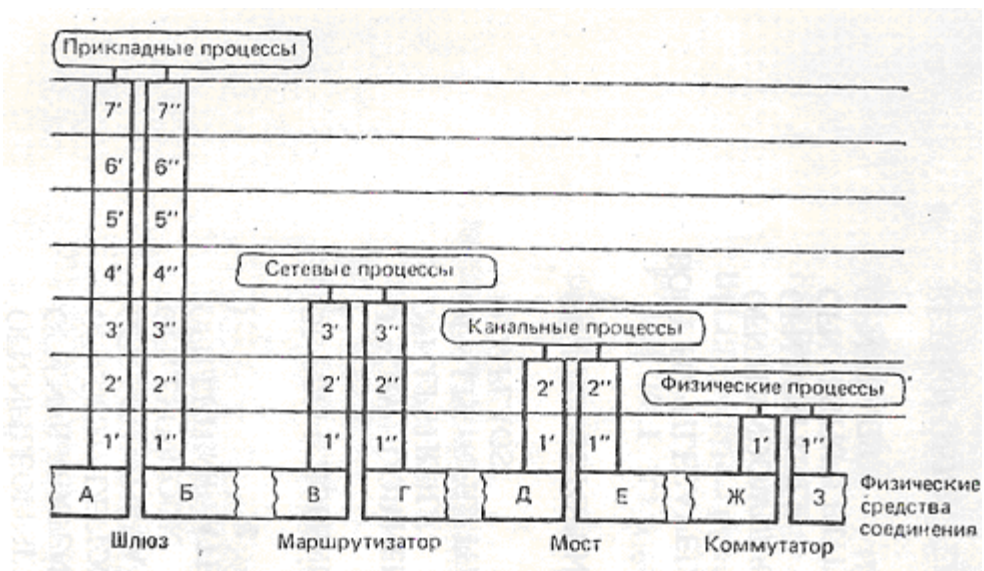 Прикладные процессы
7' 7''
6' 6''
5' 5''
4' 4''
Сетевые процессы
3' 3'' 3' 3''
Канальные процессы
2' 2'' 2' 2'' 2' 2''
Физические процессы
1' 1'' 1' 1'' 1' 1'' 1' 1''
А Б В Г Д Е Ж З
Физические
средства
соединения
Шлюз Маршрутизатор Мост Коммутатор